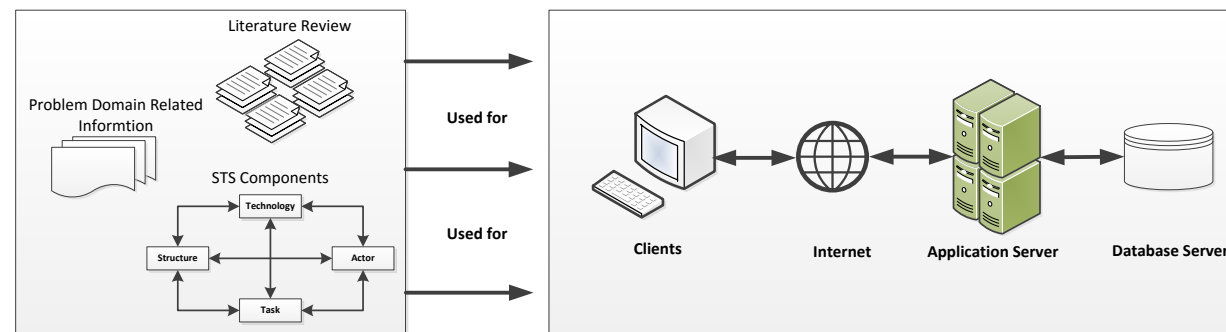 Literature Review
Problem Domain Related
Informtion
STS Components
Technology
Structure
Actor
Task
Used for
Used for
Clients
Internet
Application Server
Database Server